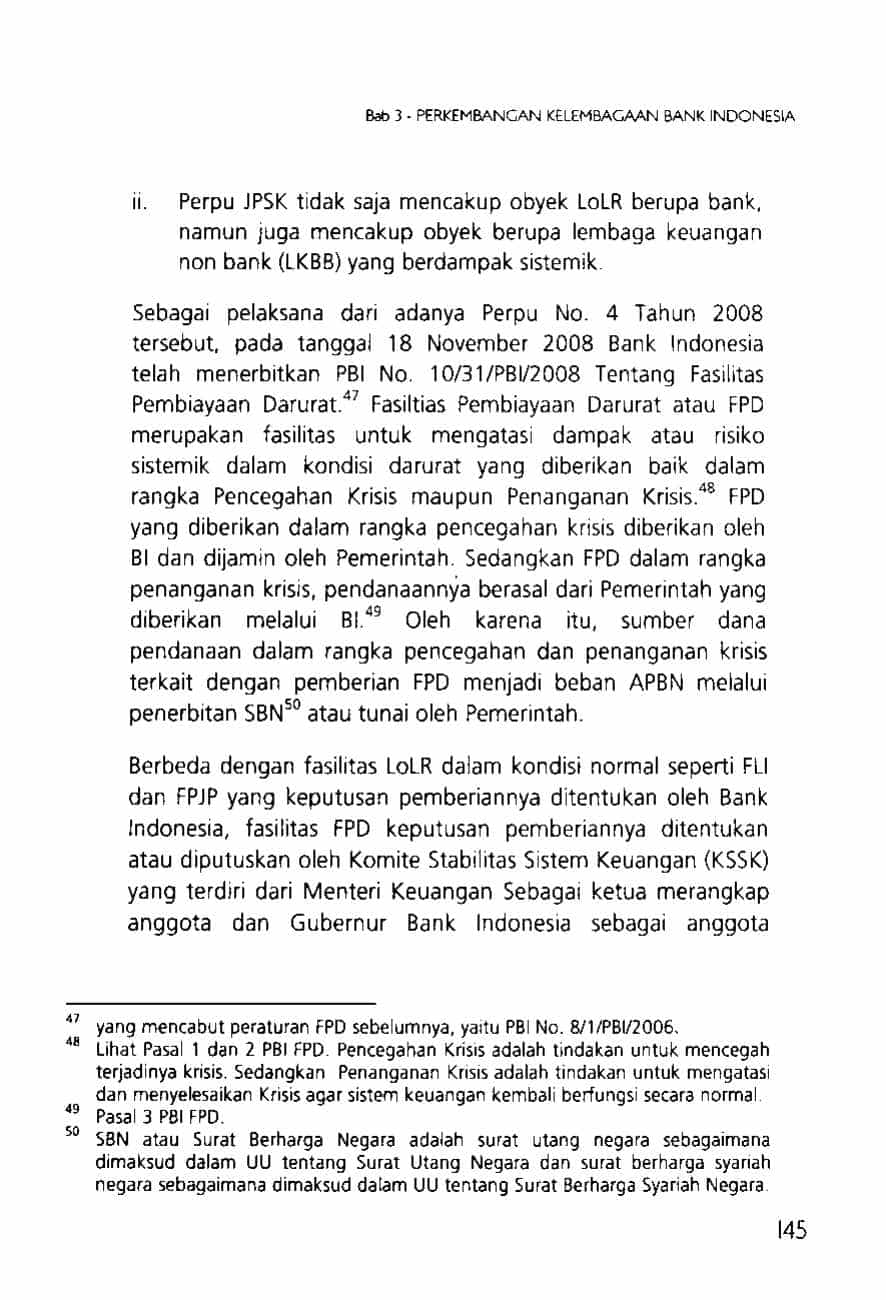 Bab 3 - PERKEMBANGAN KELEMBAGAAN BANK INDONESIA
ii. Perpu JPSK tidak saja mencakup obyek LoLR berupa bank,
namun juga mencakup obyek berupa lembaga keuangan
non bank (LKBB) yang berdampak sistemik.
Sebagai pelaksana dari adanya Perpu No. 4 Tahun 2008
tersebut, pada tanggal 18 November 2008 Bank Indonesia
telah menerbitkan PBI No. 10/31/PBI/2008 Tentang Fasilitas
Pembiayaan Darurat.47 Fasiltias Pembiayaan Darurat atau FPD
merupakan fasilitas untuk mengatasi dampak atau risiko
sistemik dalam kondisi darurat yang diberikan baik dalam
rangka Pencegahan Krisis maupun Penanganan Krisis.48 FPD
yang diberikan dalam rangka pencegahan krisis diberikan oleh
BI dan dijamin oleh Pemerintah. Sedangkan FPD dalam rangka
penanganan krisis, pendanaannya berasal dari Pemerintah yang
diberikan melalui BI.49 Oleh karena itu, sumber dana
pendanaan dalam rangka pencegahan dan penanganan krisis
terkait dengan pemberian FPD menjadi beban APBN melalui
penerbitan SBN50 atau tunai oleh Pemerintah.
Berbeda dengan fasilitas LoLR dalam kondisi normal seperti FLI
dan FPJP yang keputusan pemberiannya ditentukan oleh Bank
Indonesia, fasilitas FPD keputusan pemberiannya ditentukan
atau diputuskan oleh Komite Stabilitas Sistem Keuangan (KSSK)
yang terdiri dari Menteri Keuangan Sebagai ketua merangkap
anggota dan Gubernur Bank Indonesia sebagai anggota
47 yang mencabut peraturan FPD sebelumnya, yaitu PBI No. 8/1/PBI/2006.
48 Lihat Pasal 1 dan 2 PBI FPD. Pencegahan Krisis adalah tindakan untuk mencegah
terjadinya krisis. Sedangkan Penanganan Krisis adalah tindakan untuk mengatasi
dan menyelesaikan Krisis agar sistem keuangan kembali berfungsi secara normal.
49 Pasal 3 PBI FPD.
50 SBN atau Surat Berharga Negara adalah surat utang negara sebagaimana
dimaksud dalam UU tentang Surat Utang Negara dan surat berharga syariah
negara sebagaimana dimaksud dalam UU tentang Surat Berharga Syariah Negara.
145